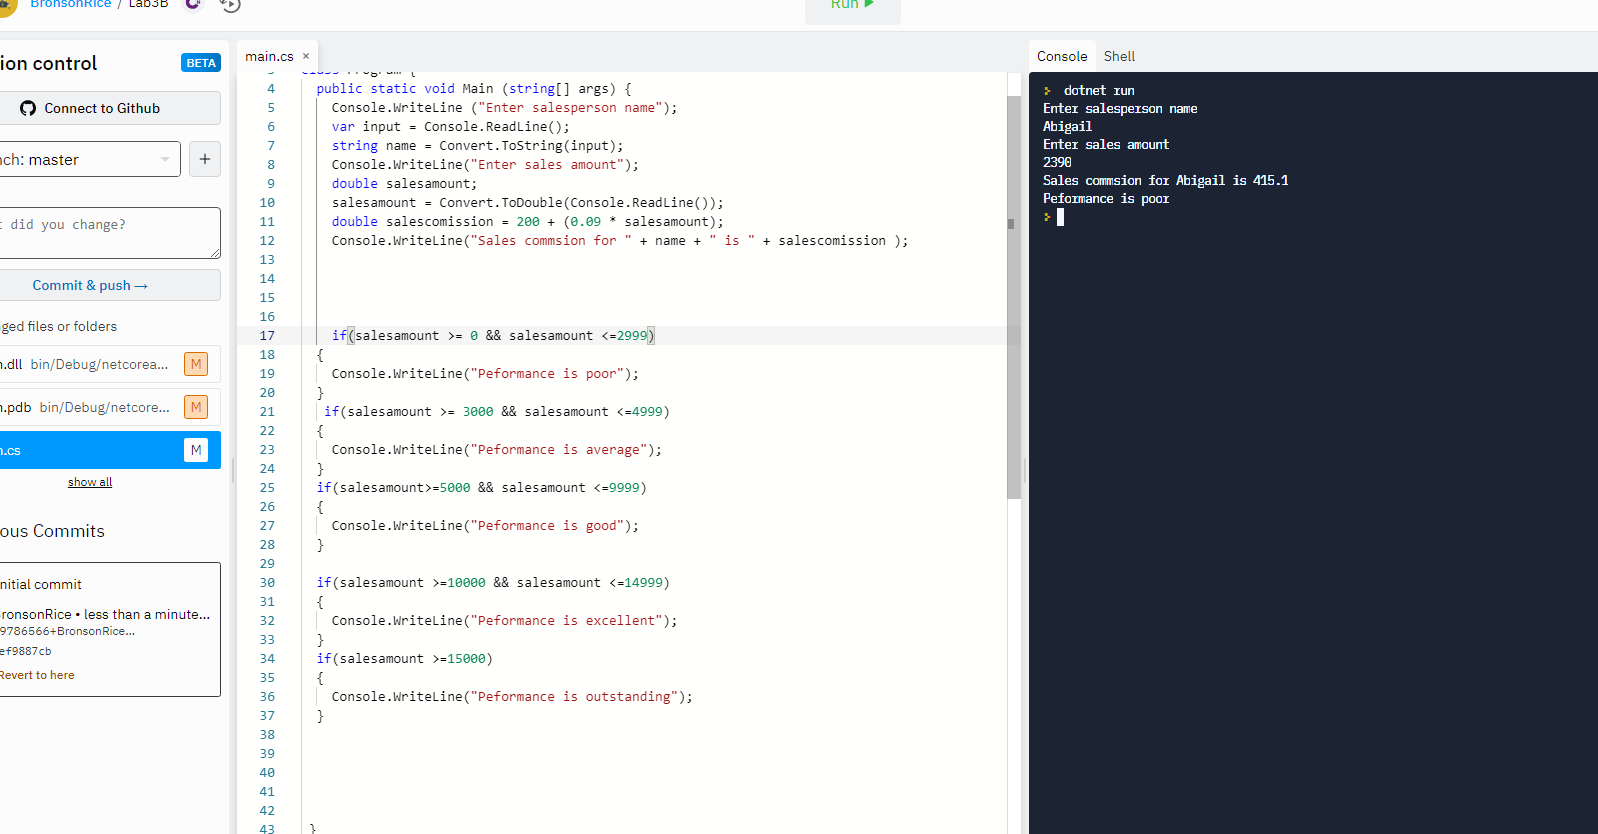 BronsonRice / Lab3B
Run
ion control BETA
Connect to Github
nch: master +
t did you change?
Commit & push →
ged files or folders
n.dll bin/Debug/netcorea... M
n.pdb bin/Debug/netcore... M
n.cs M
show all
ous Commits
nitial commit
ronsonRice • less than a minute...
9786566+BronsonRice...
ef9887cb
Revert to here
main.cs ×
3 class Program {
4 public static void Main (string[] args) {
5 Console.WriteLine ("Enter salesperson name");
6 var input = Console.ReadLine();
7 string name = Convert.ToString(input);
8 Console.WriteLine("Enter sales amount");
9 double salesamount;
10 salesamount = Convert.ToDouble(Console.ReadLine());
11 double salescomission = 200 + (0.09 * salesamount);
12 Console.WriteLine("Sales commsion for " + name + " is " + salescomission );
13
14
15
16
17 if(salesamount >= 0 && salesamount <=2999)
18 {
19 Console.WriteLine("Peformance is poor");
20 }
21 if(salesamount >= 3000 && salesamount <=4999)
22 {
23 Console.WriteLine("Peformance is average");
24 }
25 if(salesamount>=5000 && salesamount <=9999)
26 {
27 Console.WriteLine("Peformance is good");
28 }
29
30 if(salesamount >=10000 && salesamount <=14999)
31 {
32 Console.WriteLine("Peformance is excellent");
33 }
34 if(salesamount >=15000)
35 {
36 Console.WriteLine("Peformance is outstanding");
37 }
38
39
40
41
42
43 }
Console Shell
> dotnet run
Enter salesperson name
Abigail
Enter sales amount
2390
Sales commsion for Abigail is 415.1
Peformance is poor
>